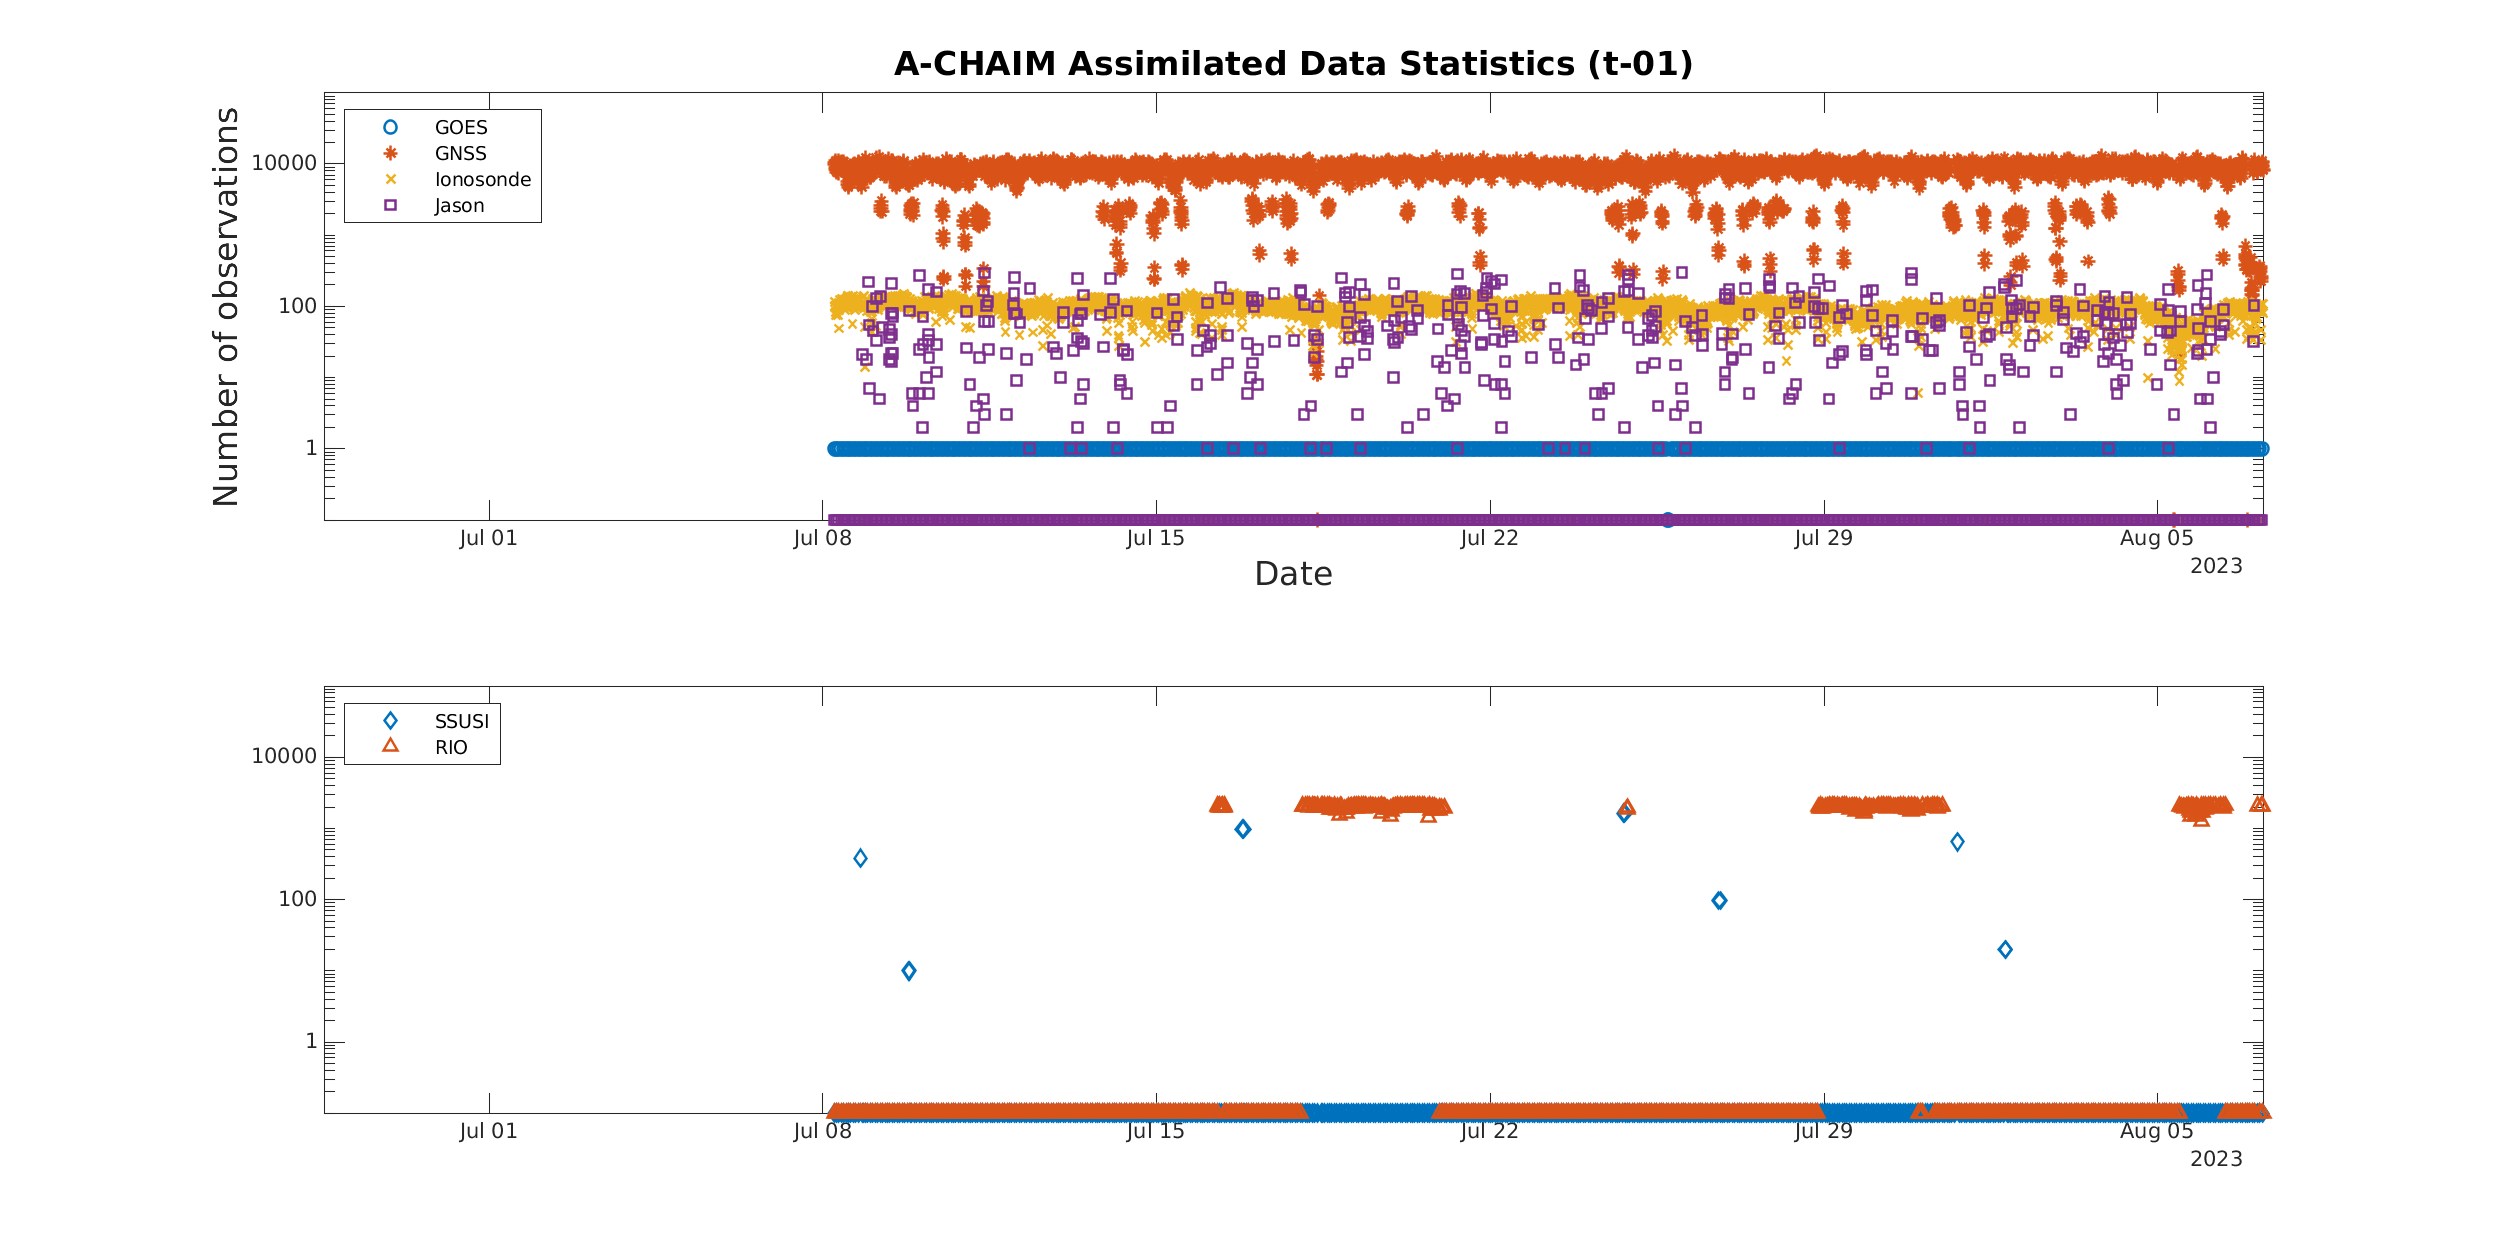 A-CHAIM Assimilated Data Statistics (t-01)
Number of observations
10000
100
1
GOES
GNSS
Ionosonde
Jason
Jul 01
Jul 08
Jul 15
Jul 22
Jul 29
Aug 05
2023
Date
10000
100
1
SSUSI
RIO
Jul 01
Jul 08
Jul 15
Jul 22
Jul 29
Aug 05
2023